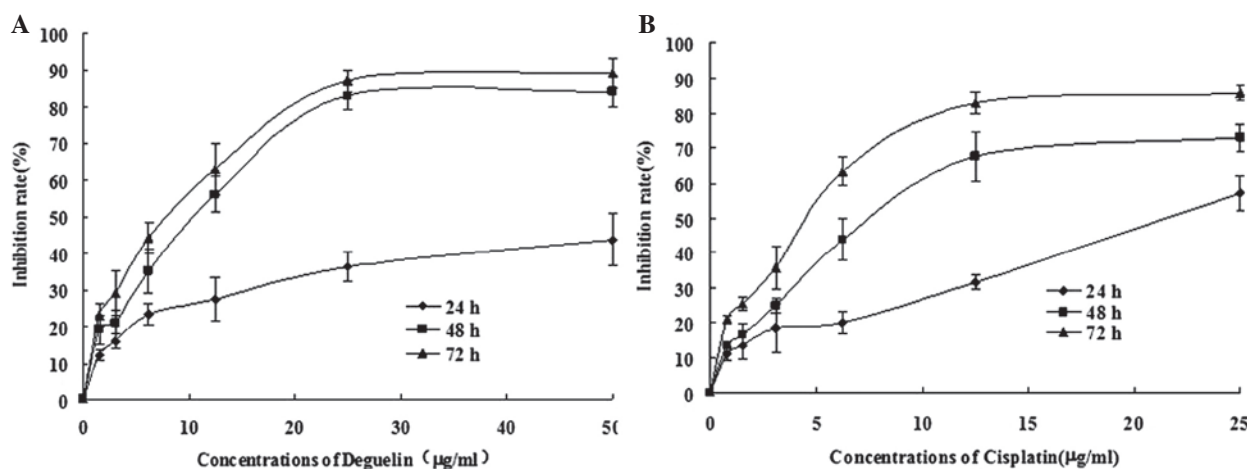 A
100
90
80
70
60
50
40
30
20
10
0
Inhibition rate(%)
24 h
48 h
72 h
0 10 20 30 40 50
Concentrations of Deguelin (μg/ml)
B
100
90
80
70
60
50
40
30
20
10
0
Inhibition rate(%)
24 h
48 h
72 h
0 5 10 15 20 25
Concentrations of Cisplatin(μg/ml)